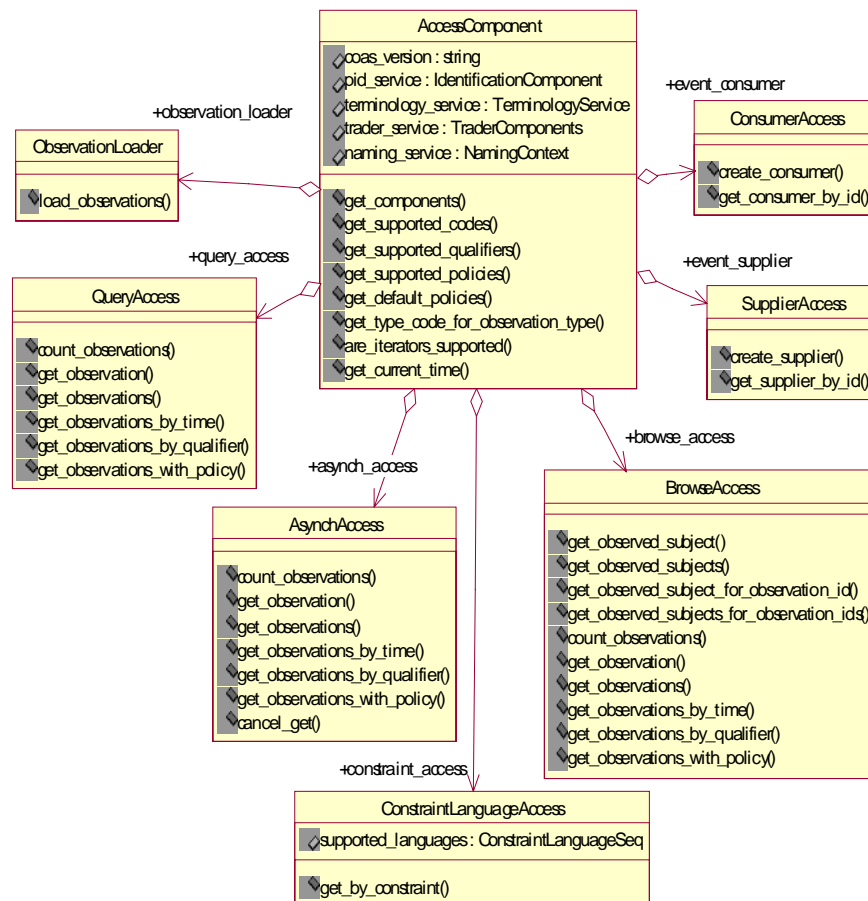 AccessComponent
coas_version : string
pid_service : IdentificationComponent
terminology_service : TerminologyService
trader_service : TraderComponents
naming_service : NamingContext
get_components()
get_supported_codes()
get_supported_qualifiers()
get_supported_policies()
get_default_policies()
get_type_code_for_observation_type()
are_iterators_supported()
get_current_time()
+observation_loader
ObservationLoader
load_observations()
+event_consumer
ConsumerAccess
create_consumer()
get_consumer_by_id()
+query_access
QueryAccess
count_observations()
get_observation()
get_observations()
get_observations_by_time()
get_observations_by_qualifier()
get_observations_with_policy()
+event_supplier
SupplierAccess
create_supplier()
get_supplier_by_id()
+asynch_access
AsynchAccess
count_observations()
get_observation()
get_observations()
get_observations_by_time()
get_observations_by_qualifier()
get_observations_with_policy()
cancel_get()
+browse_access
BrowseAccess
get_observed_subject()
get_observed_subjects()
get_observed_subject_for_observation_id()
get_observed_subjects_for_observation_ids()
count_observations()
get_observation()
get_observations()
get_observations_by_time()
get_observations_by_qualifier()
get_observations_with_policy()
+constraint_access
ConstraintLanguageAccess
supported_languages : ConstraintLanguageSeq
get_by_constraint()